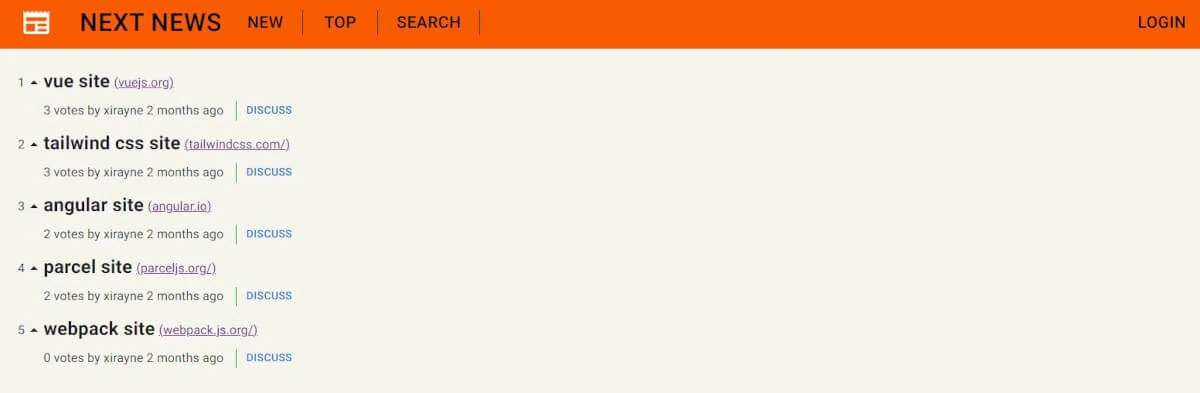 NEXT NEWS NEW TOP SEARCH LOGIN
1 vue site (vuejs.org)
3 votes by xirayne 2 months ago DISCUSS
2 tailwind css site (tailwindcss.com/)
3 votes by xirayne 2 months ago DISCUSS
3 angular site (angular.io)
2 votes by xirayne 2 months ago DISCUSS
4 parcel site (parceljs.org/)
2 votes by xirayne 2 months ago DISCUSS
5 webpack site (webpack.js.org/)
0 votes by xirayne 2 months ago DISCUSS